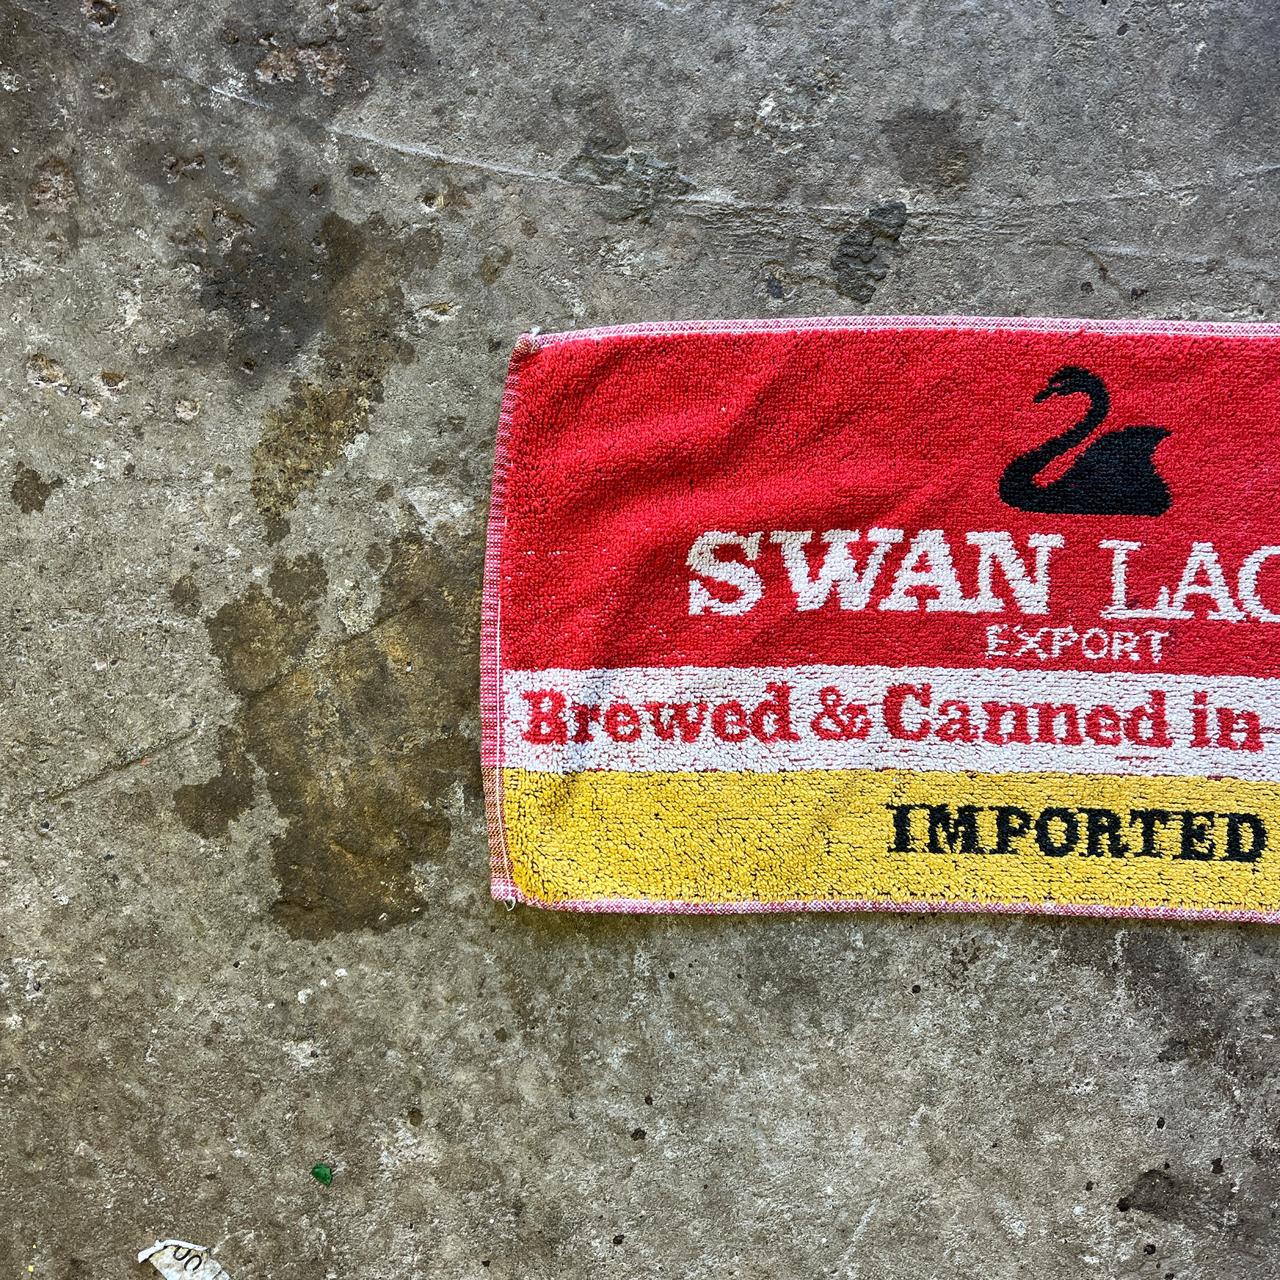 SWAN LAG
EXPORT
Brewed & Canned in
IMPORTED